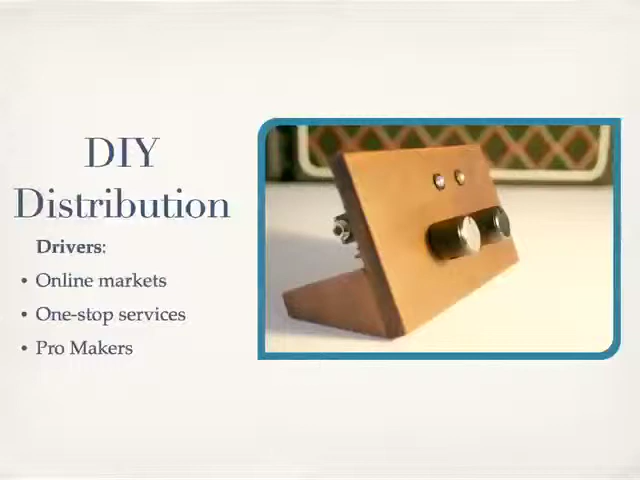 DIY
Distribution
Drivers:
• Online markets
• One-stop services
• Pro Makers